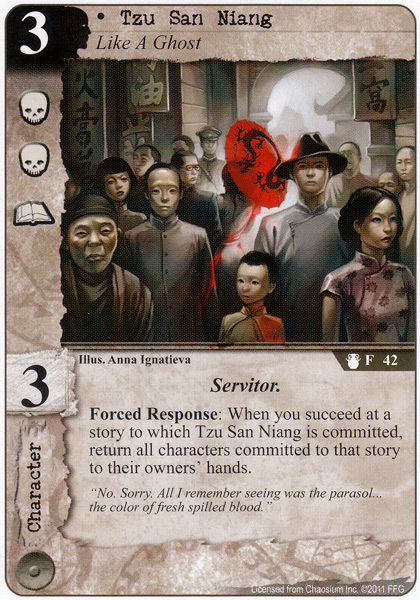 3
• Tzu San Niang
Like A Ghost
Illus. Anna Ignatieva
F 42
3
Character
Servitor.
Forced Response: When you succeed at a
story to which Tzu San Niang is committed,
return all characters committed to that story
to their owners’ hands.
“No. Sorry. All I remember seeing was the parasol...
the color of fresh spilled blood.”
Licensed from Chaosium Inc. ©2011 FFG